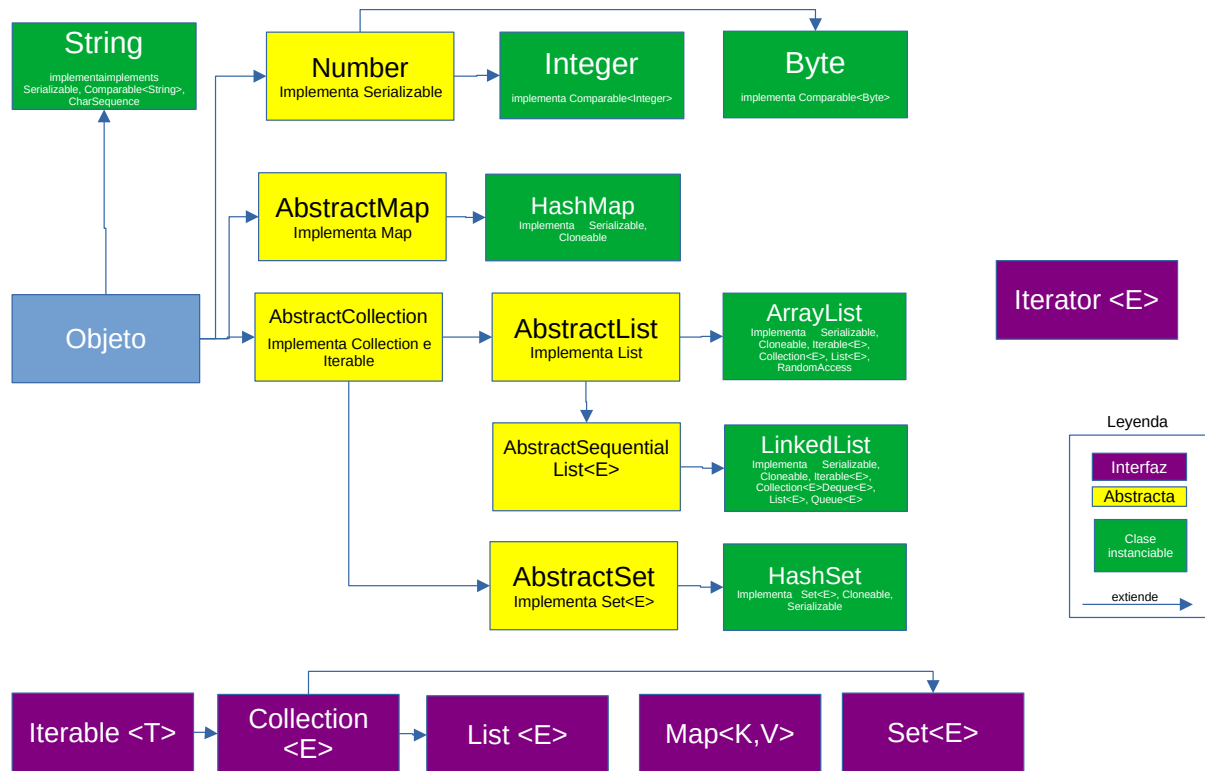 String
implementaimplements
Serializable, Comparable<String>,
CharSequence
Number
Implementa Serializable
Integer
implementa Comparable<Integer>
Byte
implementa Comparable<Byte>
AbstractMap
Implementa Map
HashMap
Implementa Serializable,
Cloneable
Objeto
AbstractCollection
Implementa Collection e
Iterable
AbstractList
Implementa List
ArrayList
Implementa Serializable,
Cloneable, Iterable<E>,
Collection<E>, List<E>,
RandomAccess
Iterator <E>
AbstractSequential
List<E>
LinkedList
Implementa Serializable,
Cloneable, Iterable<E>,
Collection<E>Deque<E>,
List<E>, Queue<E>
AbstractSet
Implementa Set<E>
HashSet
Implementa Set<E>, Cloneable,
Serializable
Leyenda
Interfaz
Abstracta
Clase
instanciable
extiende
Iterable <T>
Collection
<E>
List <E>
Map<K,V>
Set<E>